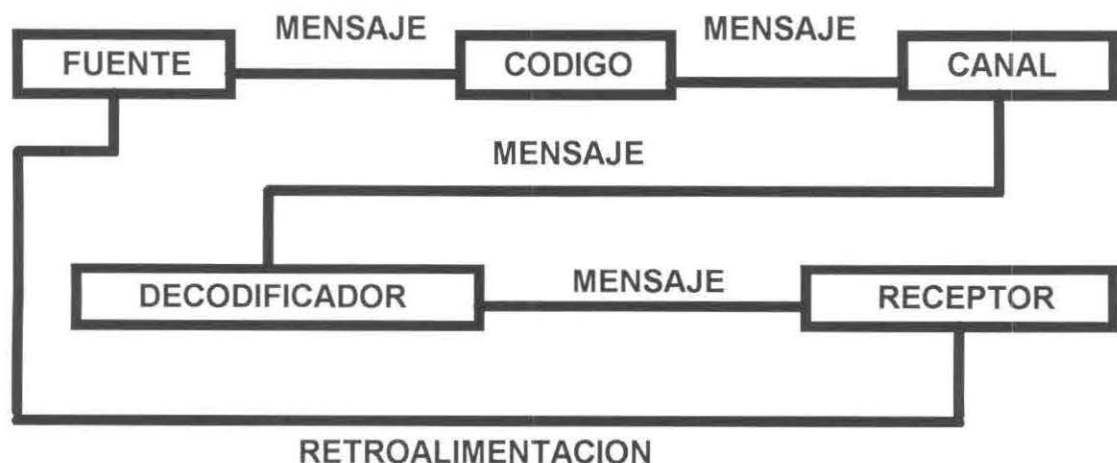 MENSAJE MENSAJE
FUENTE CODIGO CANAL
MENSAJE
DECODIFICADOR MENSAJE RECEPTOR
RETROALIMENTACION